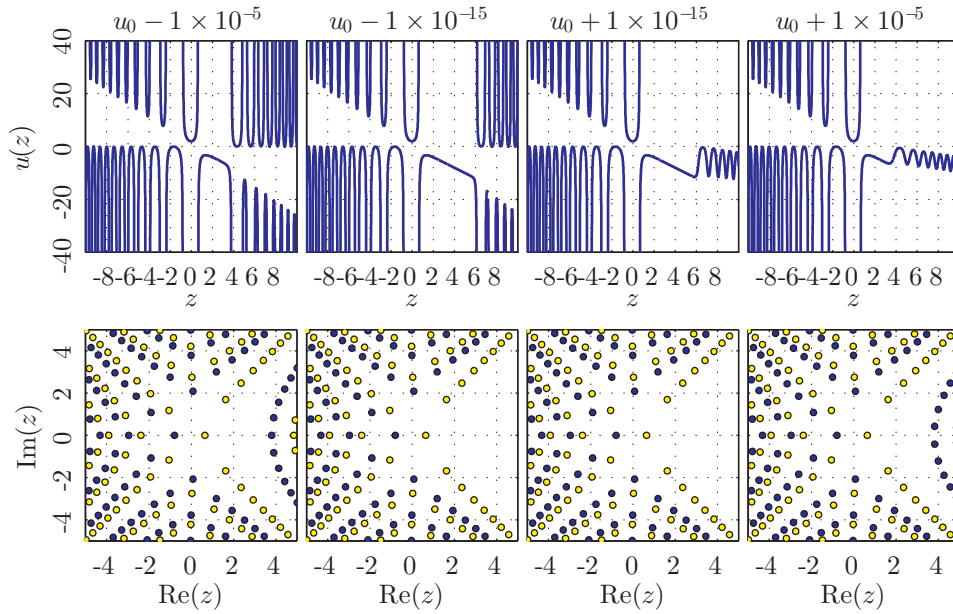 u₀ − 1 × 10⁻⁵ u₀ − 1 × 10⁻¹⁵ u₀ + 1 × 10⁻¹⁵ u₀ + 1 × 10⁻⁵
40
20
0
-20
-40
u(z)
-8 -6 -4 -2 0 2 4 6 8 -8 -6 -4 -2 0 2 4 6 8 -8 -6 -4 -2 0 2 4 6 8 -8 -6 -4 -2 0 2 4 6 8
z z z z
4
2
0
-2
-4
Im(z)
-4 -2 0 2 4 -4 -2 0 2 4 -4 -2 0 2 4 -4 -2 0 2 4
Re(z) Re(z) Re(z) Re(z)